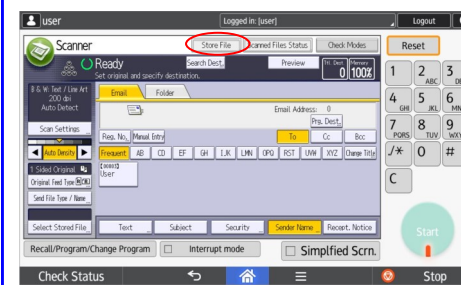 user
Logged in: [user]
Logout
Scanner
Store File
Scanned Files Status
Check Modes
Reset
Ready
Set original and specify destination.
Search Dest.
Preview
Ttl. Dest.
0
Memory
100%
B & W: Text / Line Art
200 dpi
Auto Detect
Scan Settings
Auto Density
1 Sided Original
Original Feed Type
Send File Type / Name
Select Stored File
Email
Folder
Email Address: 0
Prg. Dest.
Reg. No.
Manual Entry
To
Cc
Bcc
Frequent
AB
CD
EF
GH
IJK
LMN
OPQ
RST
UVW
XYZ
Change Title
[00001]
User
Text
Subject
Security
Sender Name
Recept. Notice
1
2 ABC
3
4 GHI
5 JKL
6
7 PQRS
8 TUV
9
./*
0
#
C
Start
Recall/Program/Change Program
Interrupt mode
Simplfied Scrn.
Check Status
Stop